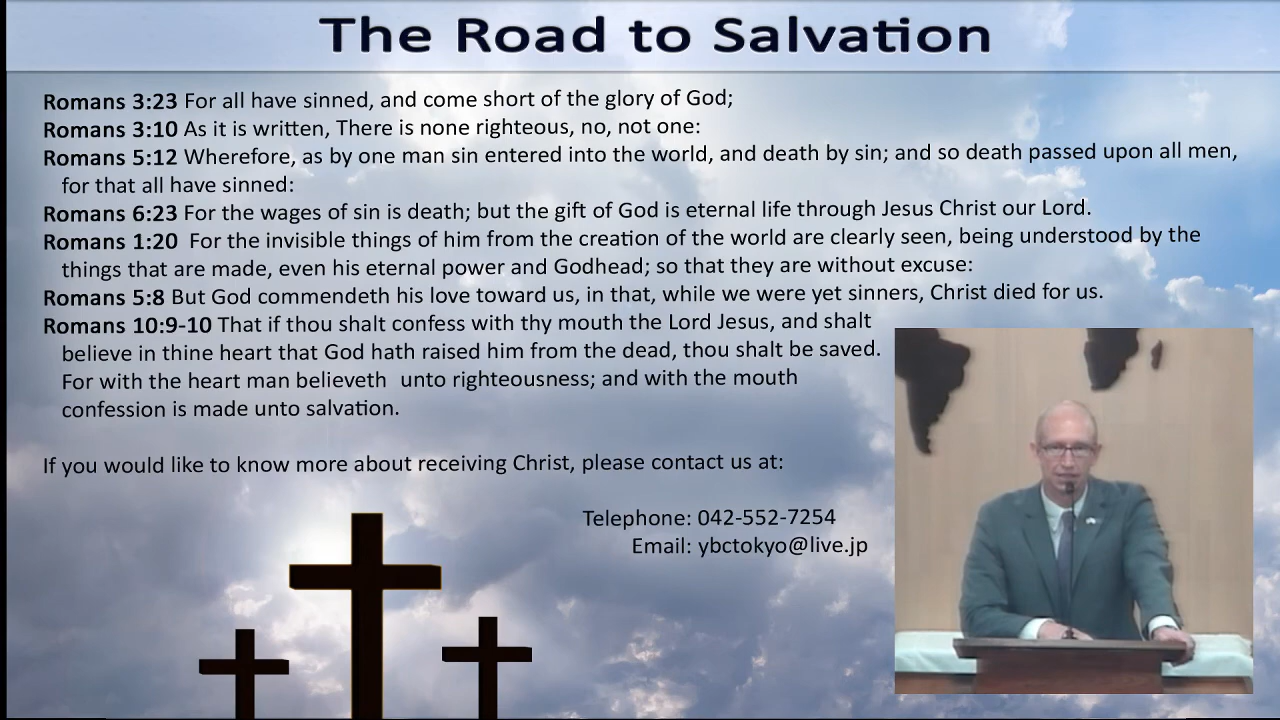 The Road to Salvation
Romans 3:23 For all have sinned, and come short of the glory of God;
Romans 3:10 As it is written, There is none righteous, no, not one:
Romans 5:12 Wherefore, as by one man sin entered into the world, and death by sin; and so death passed upon all men,
for that all have sinned:
Romans 6:23 For the wages of sin is death; but the gift of God is eternal life through Jesus Christ our Lord.
Romans 1:20 For the invisible things of him from the creation of the world are clearly seen, being understood by the
things that are made, even his eternal power and Godhead; so that they are without excuse:
Romans 5:8 But God commendeth his love toward us, in that, while we were yet sinners, Christ died for us.
Romans 10:9-10 That if thou shalt confess with thy mouth the Lord Jesus, and shalt
believe in thine heart that God hath raised him from the dead, thou shalt be saved.
For with the heart man believeth unto righteousness; and with the mouth
confession is made unto salvation.
If you would like to know more about receiving Christ, please contact us at:
Telephone: 042-552-7254
Email: ybctokyo@live.jp